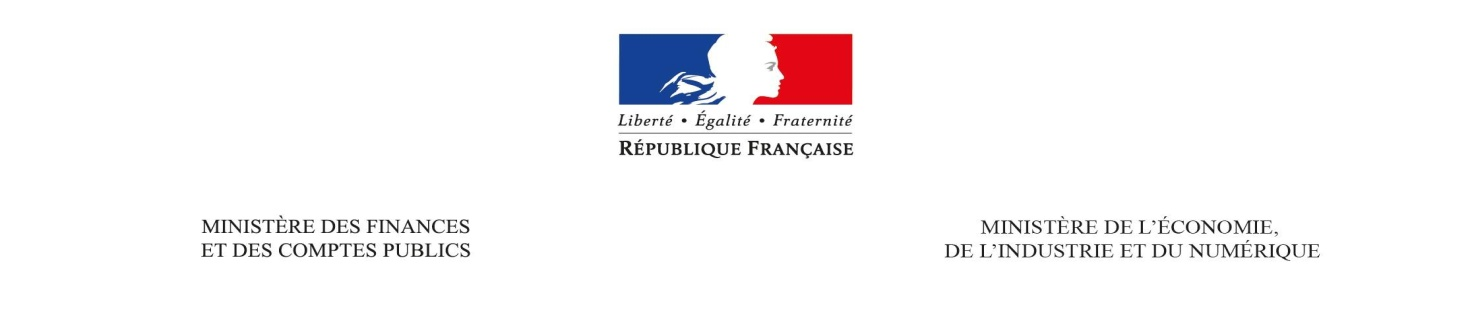 Liberté • Égalité • Fraternité
RÉPUBLIQUE FRANÇAISE
MINISTÈRE DES FINANCES
ET DES COMPTES PUBLICS
MINISTÈRE DE L’ÉCONOMIE,
DE L’INDUSTRIE ET DU NUMÉRIQUE